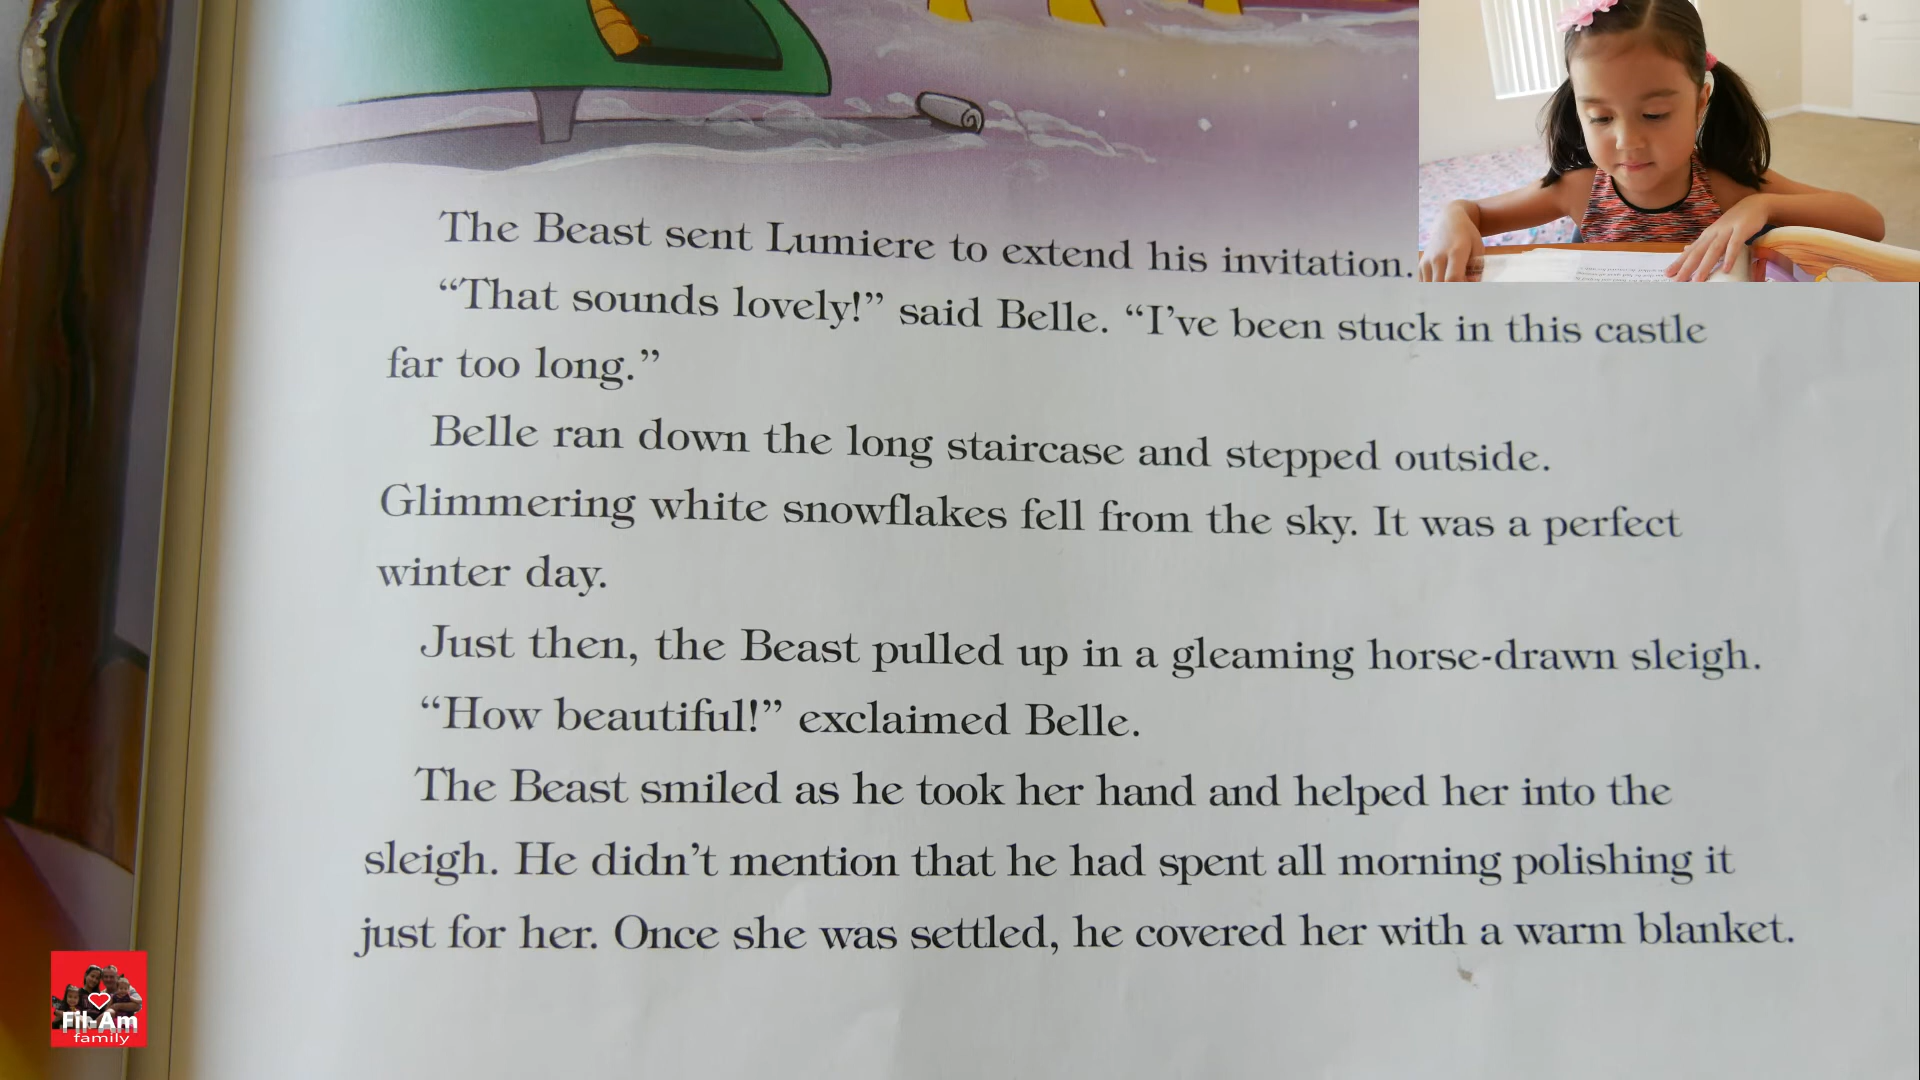 The Beast sent Lumiere to extend his invitation.
“That sounds lovely!” said Belle. “I’ve been stuck in this castle
far too long.”
Belle ran down the long staircase and stepped outside.
Glimmering white snowflakes fell from the sky. It was a perfect
winter day.
Just then, the Beast pulled up in a gleaming horse-drawn sleigh.
“How beautiful!” exclaimed Belle.
The Beast smiled as he took her hand and helped her into the
sleigh. He didn’t mention that he had spent all morning polishing it
just for her. Once she was settled, he covered her with a warm blanket.
Fil-Am
family